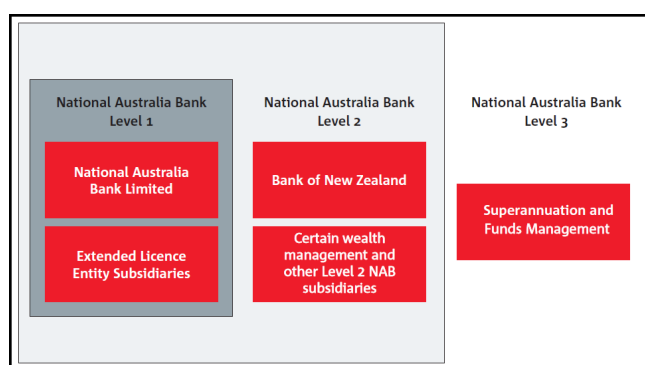 National Australia Bank
Level 1
National Australia
Bank Limited
Extended Licence
Entity Subsidiaries
National Australia Bank
Level 2
Bank of New Zealand
Certain wealth
management and
other Level 2 NAB
subsidiaries
National Australia Bank
Level 3
Superannuation and
Funds Management